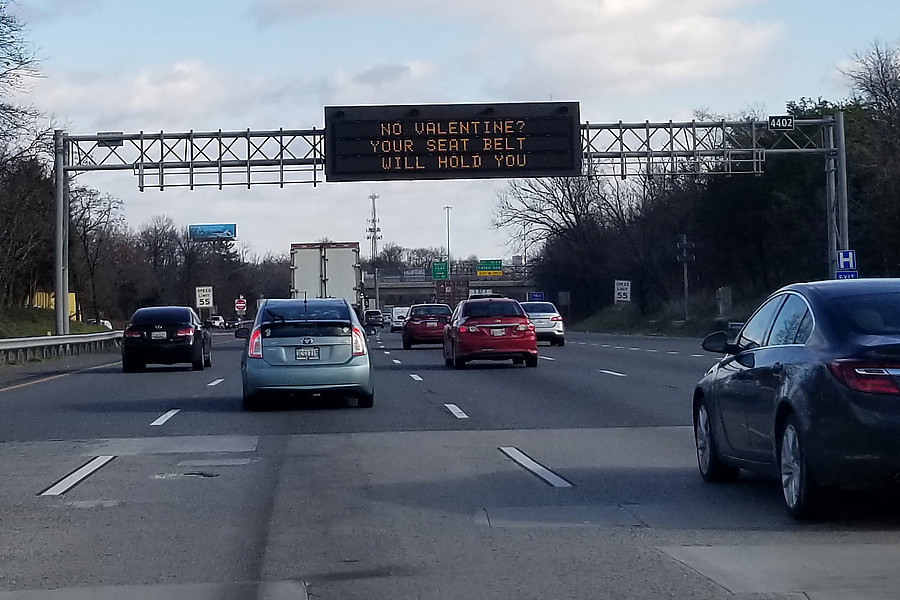 NO VALENTINE?
YOUR SEAT BELT
WILL HOLD YOU
4402
H
EXIT
SPEED
LIMIT
55
SPEED
LIMIT
55